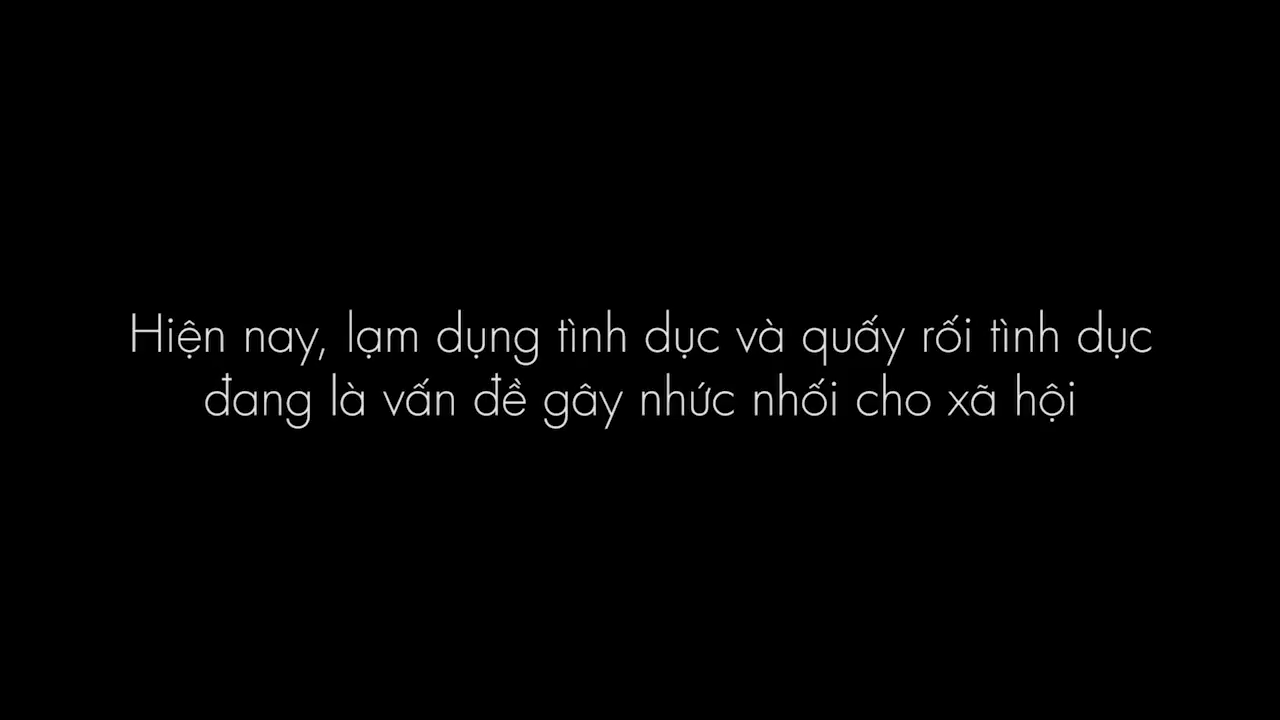 Hiện nay, lạm dụng tình dục và quấy rối tình dục
đang là vấn đề gây nhức nhối cho xã hội